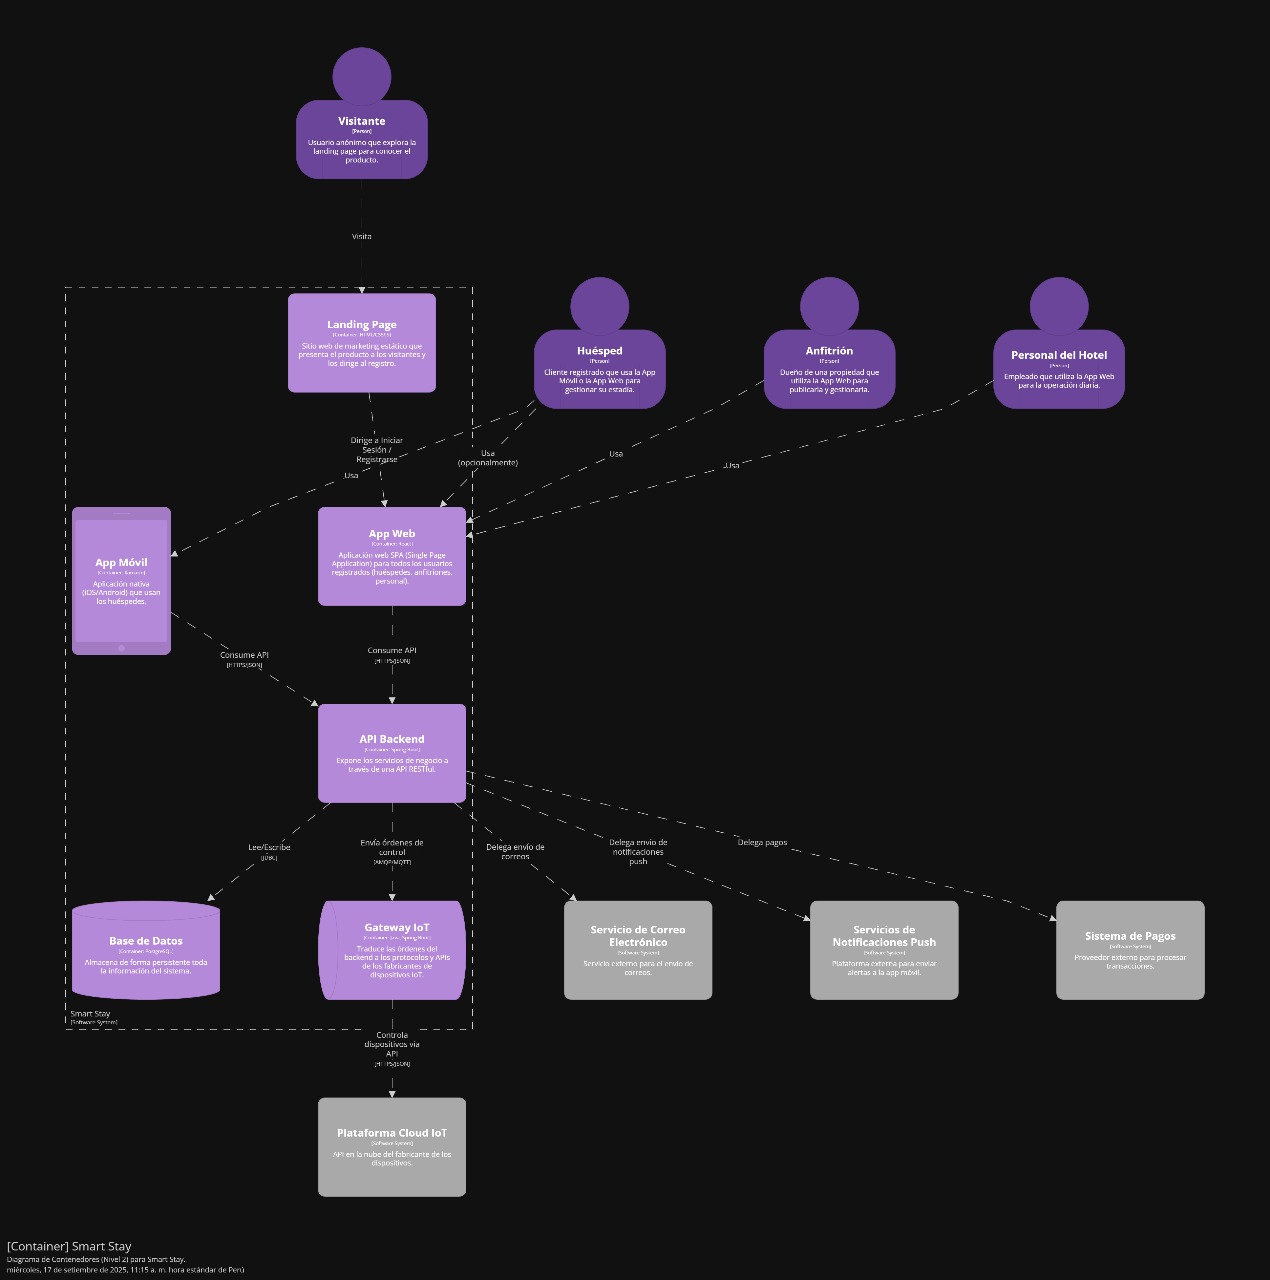 Visitante
[Person]
Usuario anónimo que explora la
landing page para conocer el
producto.
Visita
Landing Page
[Container: HTML/CSS/JS]
Sitio web de marketing estático que
presenta el producto a los visitantes y
los dirige al registro.
Huésped
[Person]
Cliente registrado que usa la App
Móvil o la App Web para
gestionar su estadía.
Anfitrión
[Person]
Dueño de una propiedad que
utiliza la App Web para
publicarla y gestionarla.
Personal del Hotel
[Person]
Empleado que utiliza la App Web
para la operación diaria.
Dirige a Iniciar
Sesión /
Registrarse
Usa
Usa
(opcionalmente)
Usa
Usa
App Móvil
[Container:
Aplicación nativa
(iOS/Android) que usan
los huéspedes.
App Web
[Container: React]
Aplicación web SPA (Single Page
Application) para todos los usuarios
registrados (huéspedes, anfitriones,
personal).
Consume API
[HTTPS/JSON]
Consume API
[HTTPS/JSON]
API Backend
[Container: Spring Boot]
Expone los servicios de negocio a
través de una API RESTful.
Lee/Escribe
[JDBC]
Envía órdenes de
control
[AMQP/MQTT]
Delega envío de
correos
Delega envío de
notificaciones
push
Delega pagos
Base de Datos
[Container: PostgreSQL]
Almacena de forma persistente toda
la información del sistema.
Gateway IoT
[Container: Java, Spring Boot]
Traduce las órdenes del
backend a los protocolos y APIs
de los fabricantes de
dispositivos IoT.
Servicio de Correo
Electrónico
[Software System]
Servicio externo para el envío de
correos.
Servicios de
Notificaciones Push
[Software System]
Plataforma externa para enviar
alertas a la app móvil.
Sistema de Pagos
[Software System]
Proveedor externo para procesar
transacciones.
Smart Stay
[Software System]
Controla
dispositivos vía
API
[HTTPS/JSON]
Plataforma Cloud IoT
[Software System]
API en la nube del fabricante de los
dispositivos.
[Container] Smart Stay
Diagrama de Contenedores (Nivel 2) para Smart Stay.
miércoles, 17 de setiembre de 2025, 11:15 a. m. hora estándar de Perú